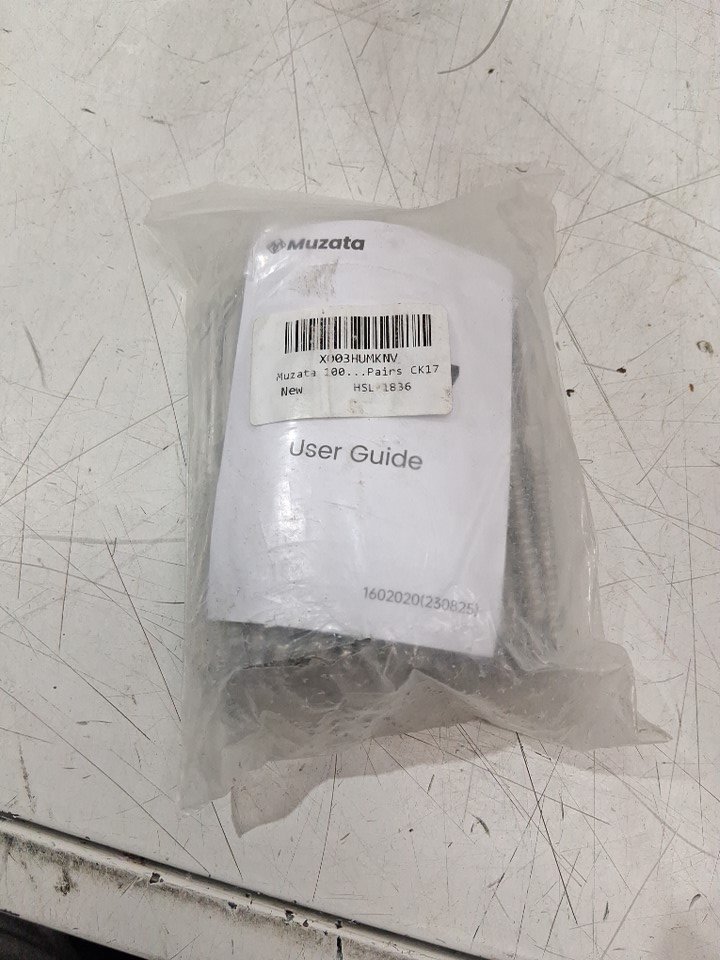 Muzata
X003HUMKNV
Muzata 100...Pairs CK17
New HSL-1836
User Guide
1602020(230825)